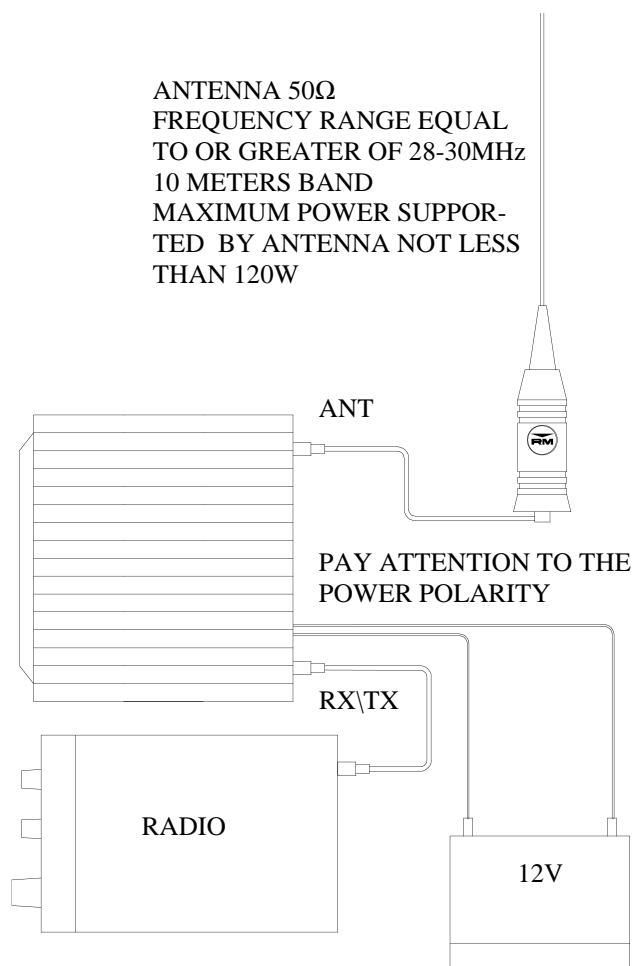 ANTENNA 50Ω
FREQUENCY RANGE EQUAL
TO OR GREATER OF 28-30MHz
10 METERS BAND
MAXIMUM POWER SUPPOR-
TED BY ANTENNA NOT LESS
THAN 120W
ANT
RM
PAY ATTENTION TO THE
POWER POLARITY
RX\TX
RADIO
12V